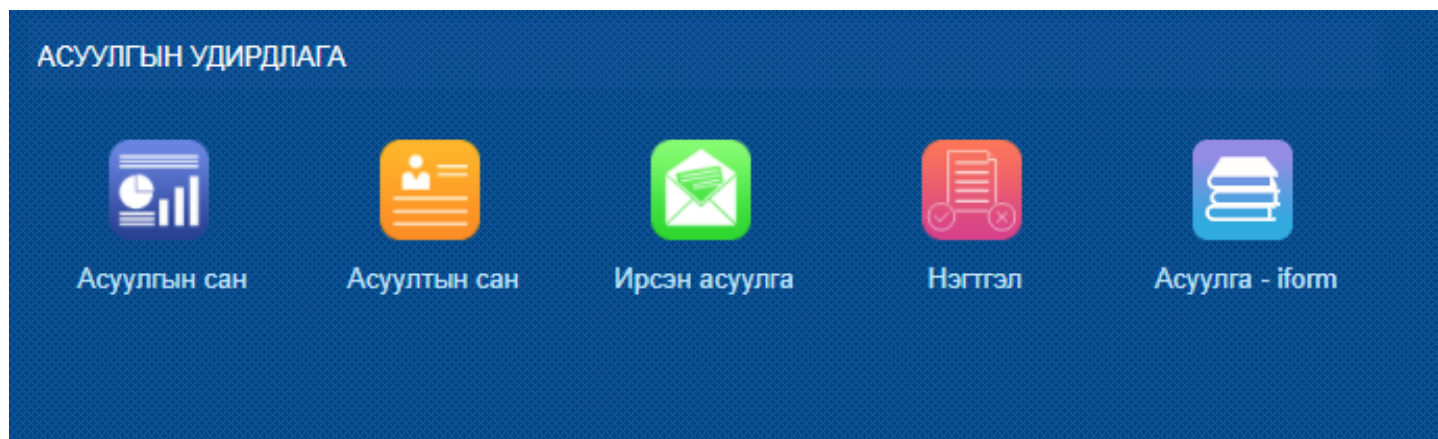 АСУУЛГЫН УДИРДЛАГА
Асуулгын сан
Асуултын сан
Ирсэн асуулга
Нэгтгэл
Асуулга - iform